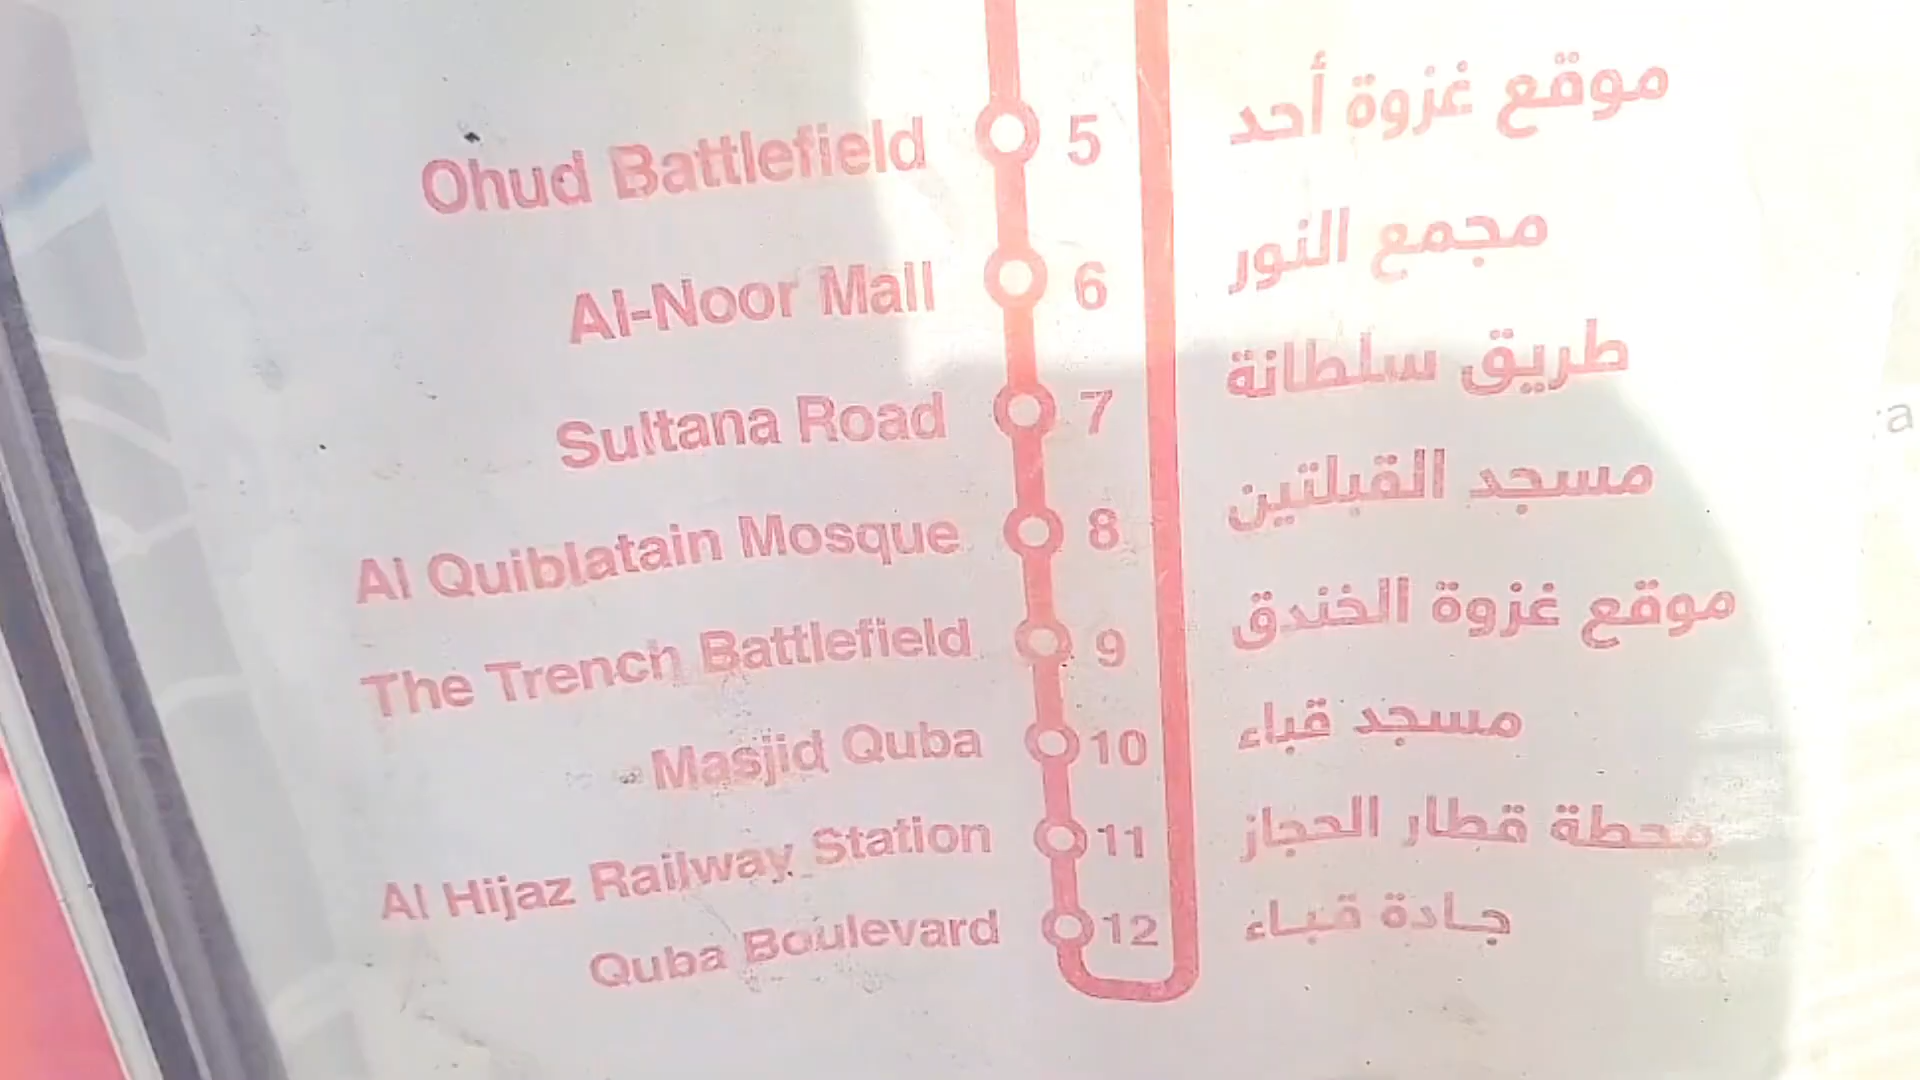 Ohud Battlefield 5 موقع غزوة أحد
Al-Noor Mall 6 مجمع النور
Sultana Road 7 طريق سلطانة
Al Quiblatain Mosque 8 مسجد القبلتين
The Trench Battlefield 9 موقع غزوة الخندق
Masjid Quba 10 مسجد قباء
Al Hijaz Railway Station 11 محطة قطار الحجاز
Quba Boulevard 12 جادة قباء